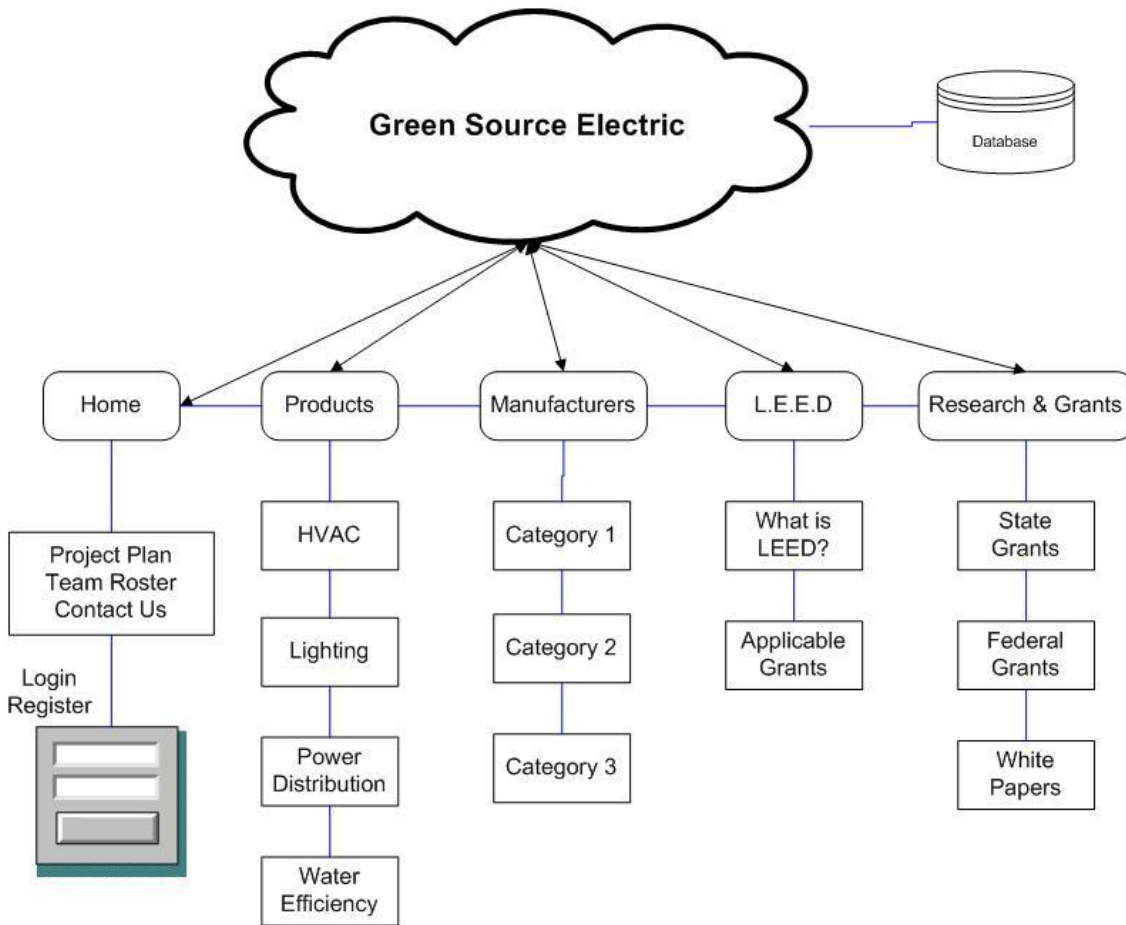 Green Source Electric
Database
Home
Products
Manufacturers
L.E.E.D
Research & Grants
Project Plan
Team Roster
Contact Us
Login
Register
HVAC
Lighting
Power
Distribution
Water
Efficiency
Category 1
Category 2
Category 3
What is
LEED?
Applicable
Grants
State
Grants
Federal
Grants
White
Papers